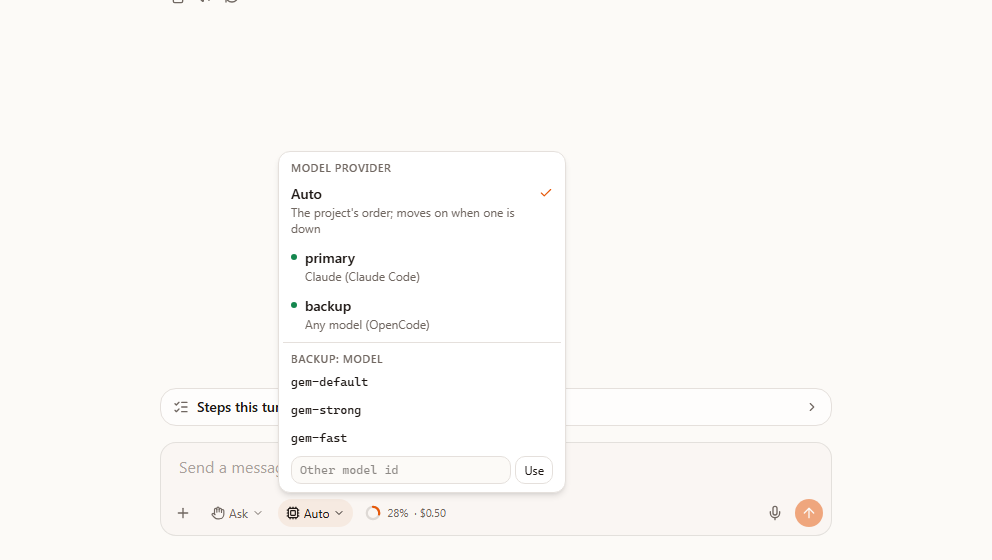 MODEL PROVIDER
Auto
The project's order; moves on when one is
down
primary
Claude (Claude Code)
backup
Any model (OpenCode)
BACKUP: MODEL
gem-default
gem-strong
gem-fast
Other model id
Use
Steps this
Send a
Ask
Auto
28% · $0.50